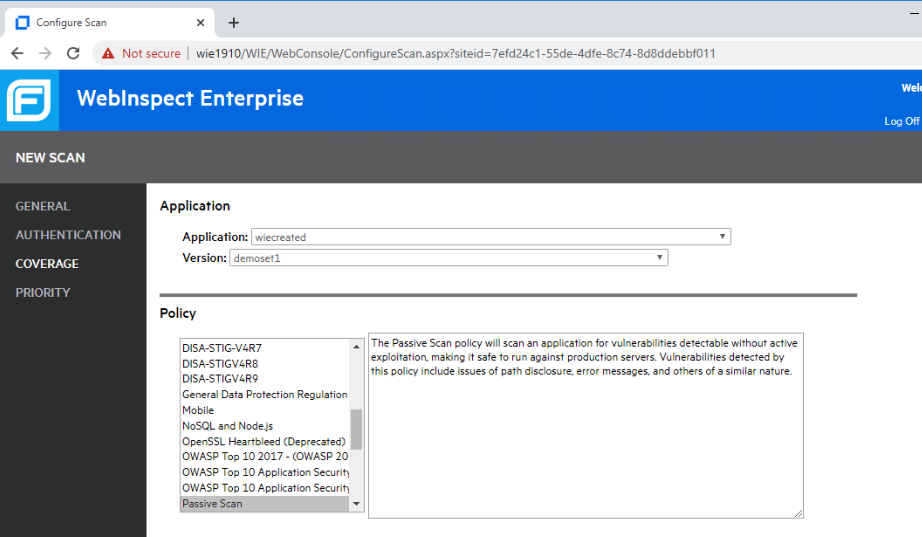 Configure Scan
Not secure | wie1910/WIE/WebConsole/ConfigureScan.aspx?siteid=7efd24c1-55de-4dfe-8c74-8d8ddebbf011
WebInspect Enterprise
Log Off
NEW SCAN
GENERAL
AUTHENTICATION
COVERAGE
PRIORITY
Application
Application: wiecreated
Version: demoset1
Policy
DISA-STIG-V4R7
DISA-STIGV4R8
DISA-STIGV4R9
General Data Protection Regulation
Mobile
NoSQL and Node.js
OpenSSL Heartbleed (Deprecated)
OWASP Top 10 2017 - (OWASP 20
OWASP Top 10 Application Security
OWASP Top 10 Application Security
Passive Scan
The Passive Scan policy will scan an application for vulnerabilities detectable without active
exploitation, making it safe to run against production servers. Vulnerabilities detected by
this policy include issues of path disclosure, error messages, and others of a similar nature.